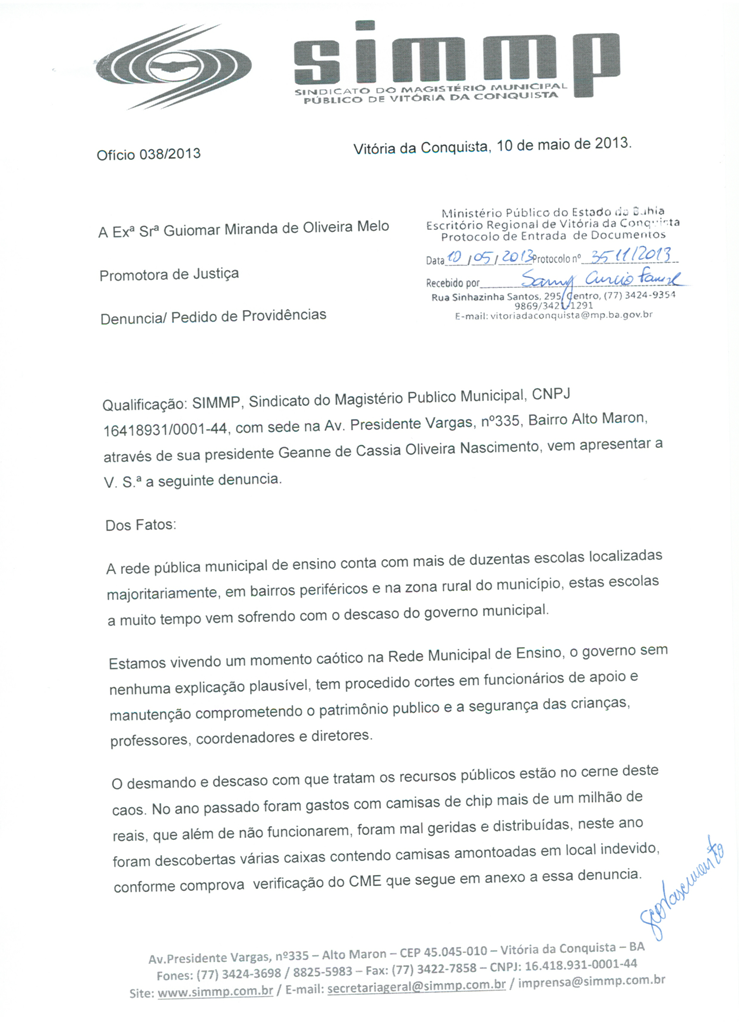 simmp
SINDICATO DO MAGISTÉRIO MUNICIPAL
PÚBLICO DE VITÓRIA DA CONQUISTA
Ofício 038/2013
Vitória da Conquista, 10 de maio de 2013.
A Exª Srª Guiomar Miranda de Oliveira Melo
Promotora de Justiça
Denuncia/ Pedido de Providências
Ministério Público do Estado da Bahia
Escritório Regional de Vitória da Conquista
Protocolo de Entrada de Documentos
Data 10/05/2013 Protocolo nº 3511/2013
Recebido por
Rua Sinhazinha Santos, 295, Centro, (77) 3424-9354
9869/3421-1291
E-mail: vitoriadaconquista@mp.ba.gov.br
Qualificação: SIMMP, Sindicato do Magistério Publico Municipal, CNPJ
16418931/0001-44, com sede na Av. Presidente Vargas, nº335, Bairro Alto Maron,
através de sua presidente Geanne de Cassia Oliveira Nascimento, vem apresentar a
V. S.ª a seguinte denuncia.
Dos Fatos:
A rede pública municipal de ensino conta com mais de duzentas escolas localizadas
majoritariamente, em bairros periféricos e na zona rural do município, estas escolas
a muito tempo vem sofrendo com o descaso do governo municipal.
Estamos vivendo um momento caótico na Rede Municipal de Ensino, o governo sem
nenhuma explicação plausível, tem procedido cortes em funcionários de apoio e
manutenção comprometendo o patrimônio publico e a segurança das crianças,
professores, coordenadores e diretores.
O desmando e descaso com que tratam os recursos públicos estão no cerne deste
caos. No ano passado foram gastos com camisas de chip mais de um milhão de
reais, que além de não funcionarem, foram mal geridas e distribuídas, neste ano
foram descobertas várias caixas contendo camisas amontoadas em local indevido,
conforme comprova verificação do CME que segue em anexo a essa denuncia.
Av.Presidente Vargas, nº335 – Alto Maron – CEP 45.045-010 – Vitória da Conquista – BA
Fones: (77) 3424-3698 / 8825-5983 – Fax: (77) 3422-7858 – CNPJ: 16.418.931-0001-44
Site: www.simmp.com.br / E-mail: secretariageral@simmp.com.br / imprensa@simmp.com.br